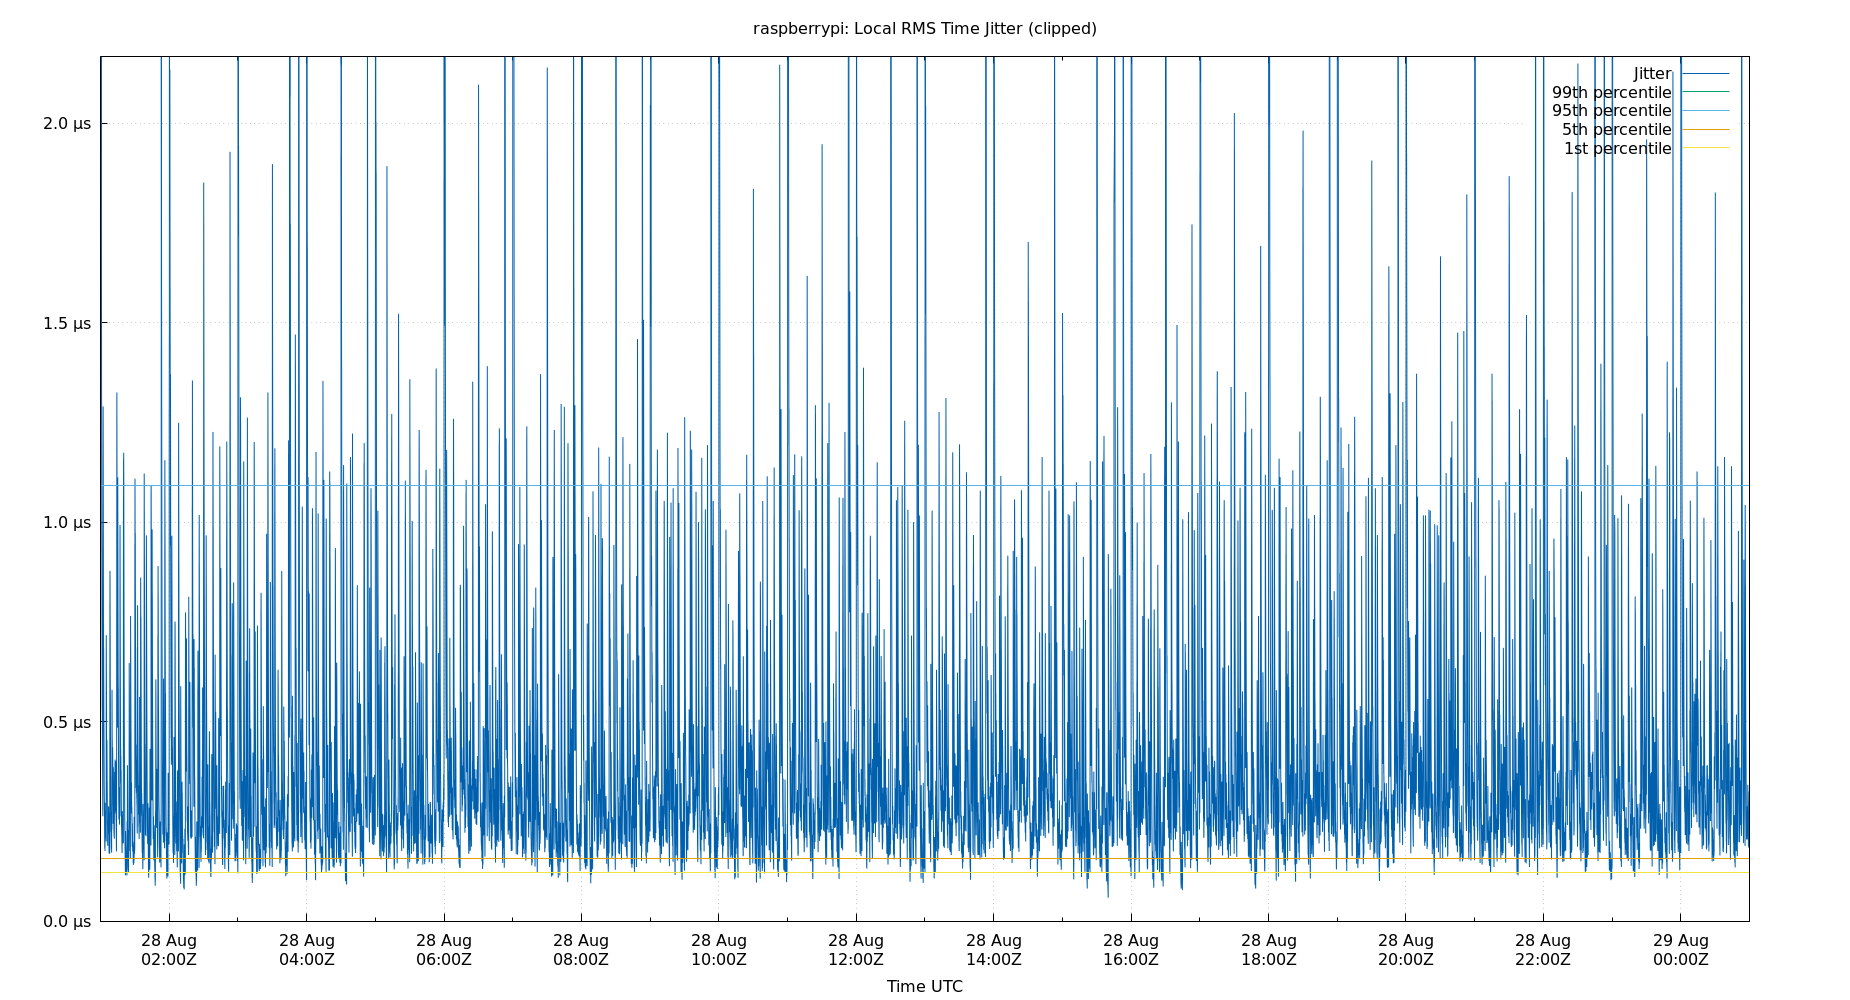 raspberrypi: Local RMS Time Jitter (clipped)
Jitter
99th percentile
95th percentile
5th percentile
1st percentile
2.0 μs
1.5 μs
1.0 μs
0.5 μs
0.0 μs
28 Aug 28 Aug 28 Aug 28 Aug 28 Aug 28 Aug 28 Aug 28 Aug 28 Aug 28 Aug 28 Aug 29 Aug
02:00Z 04:00Z 06:00Z 08:00Z 10:00Z 12:00Z 14:00Z 16:00Z 18:00Z 20:00Z 22:00Z 00:00Z
Time UTC